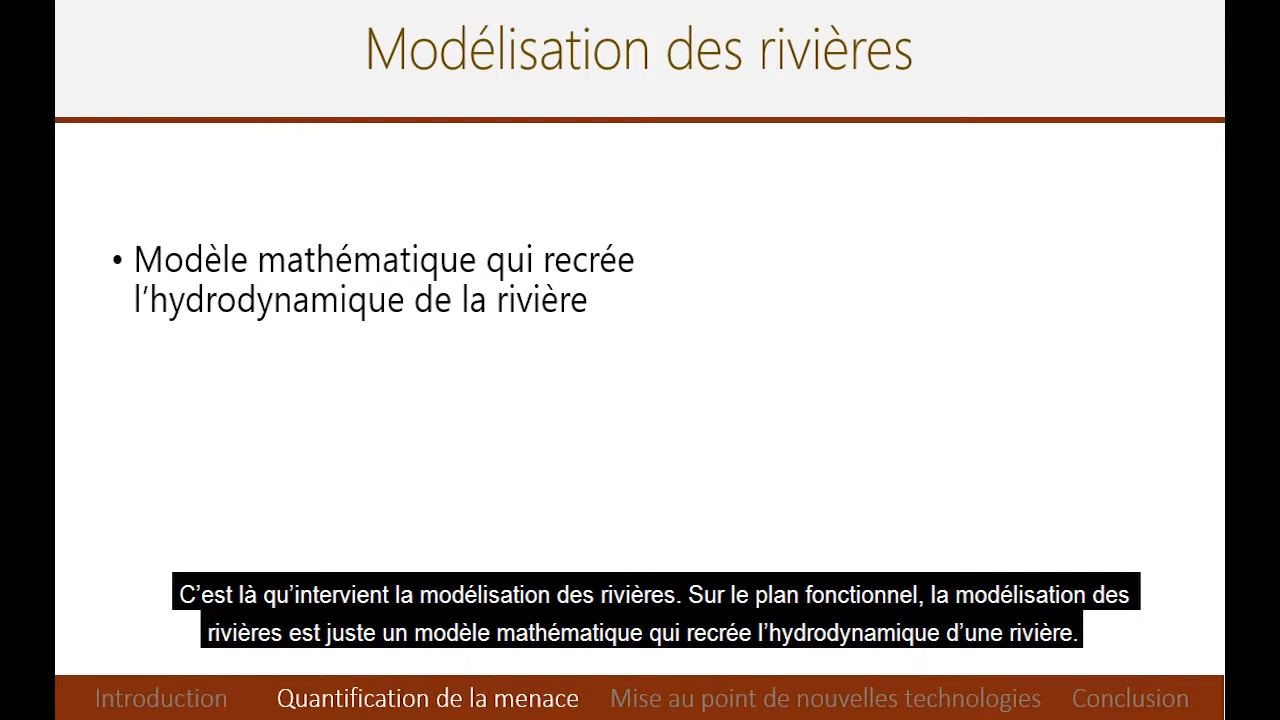 Modélisation des rivières
• Modèle mathématique qui recrée
l’hydrodynamique de la rivière
C’est là qu’intervient la modélisation des rivières. Sur le plan fonctionnel, la modélisation des
rivières est juste un modèle mathématique qui recrée l’hydrodynamique d’une rivière.
Introduction Quantification de la menace Mise au point de nouvelles technologies Conclusion